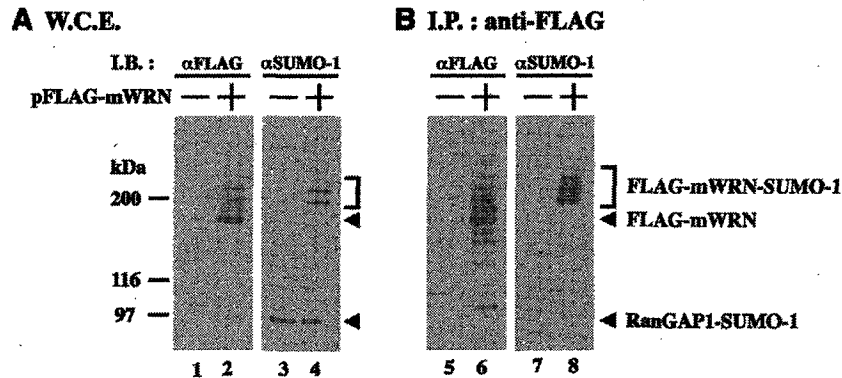 A W.C.E.
B I.P. : anti-FLAG
I.B. : αFLAG αSUMO-1
αFLAG αSUMO-1
pFLAG-mWRN — + — +
— + — +
kDa
200
116
97
FLAG-mWRN-SUMO-1
FLAG-mWRN
RanGAP1-SUMO-1
1 2 3 4
5 6 7 8